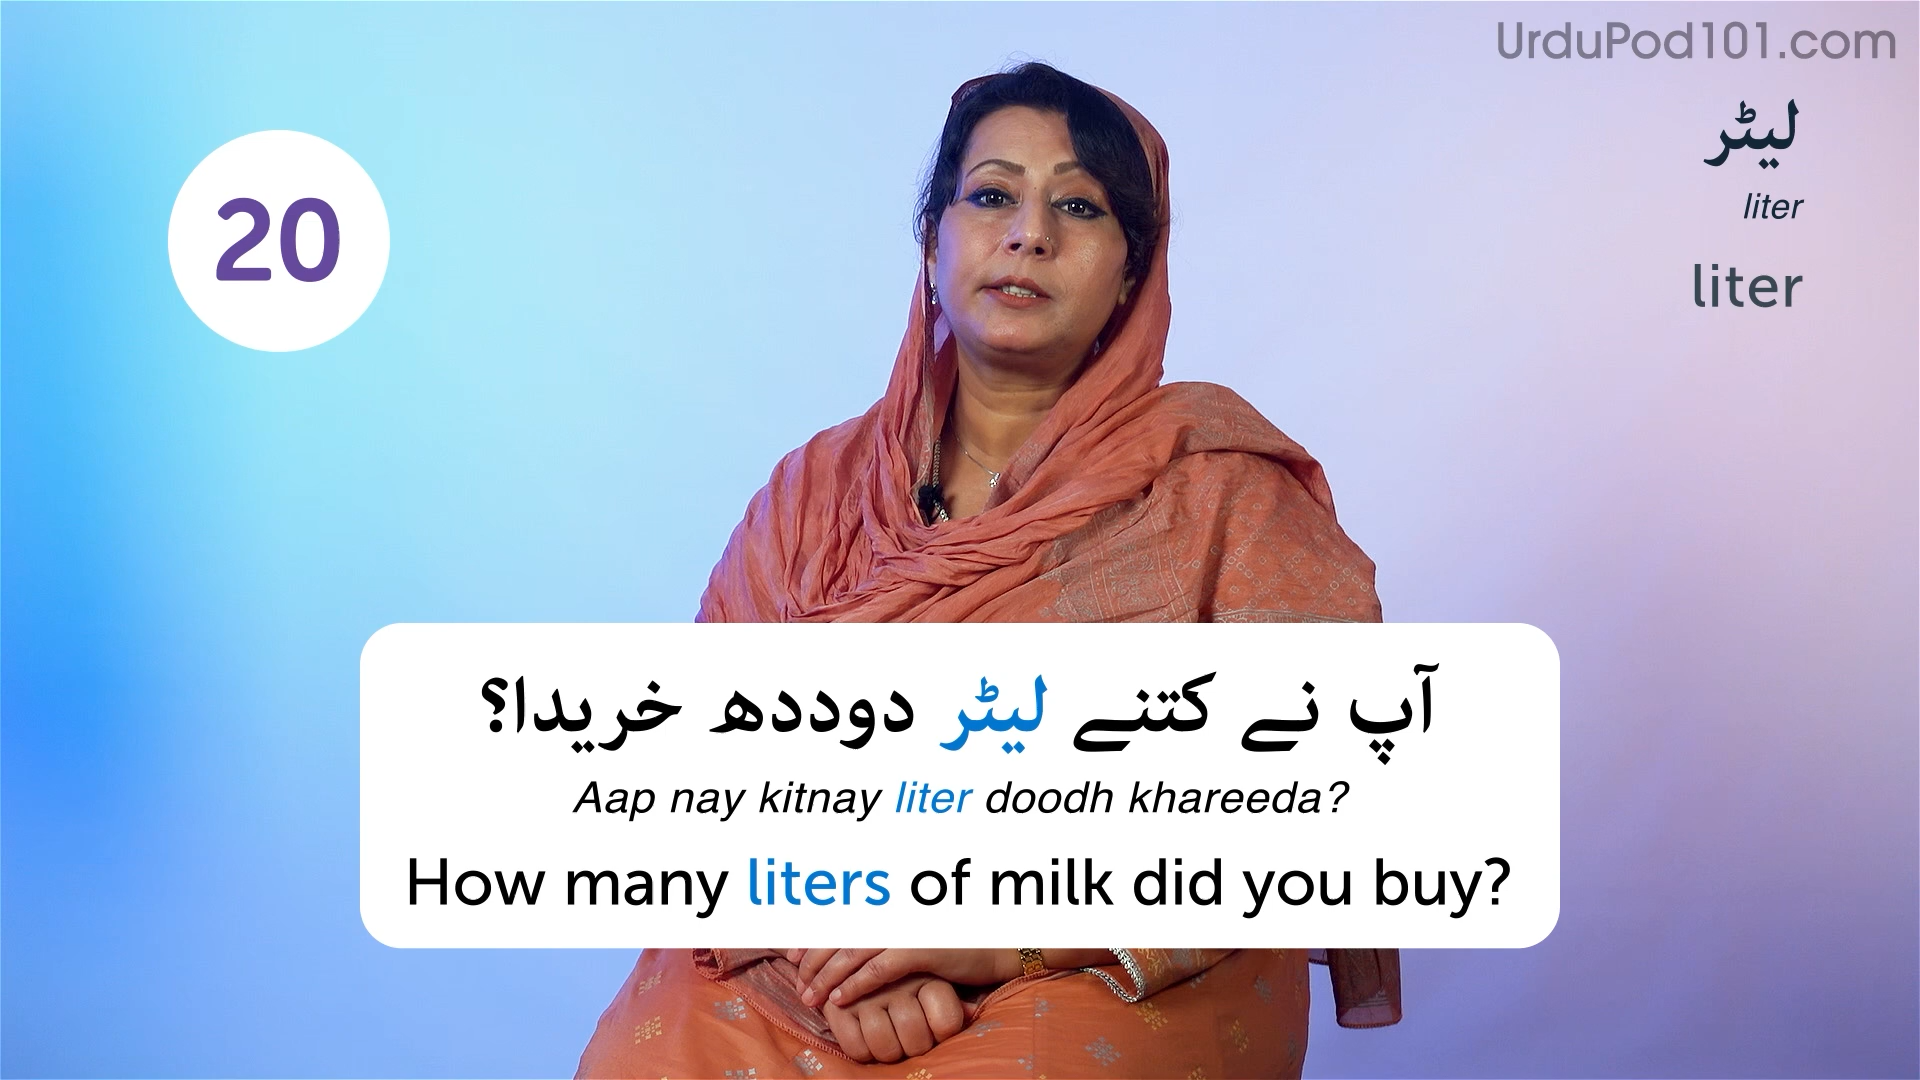 UrduPod101.com
20
لیٹر
liter
liter
آپ نے کتنے لیٹر دوددھ خریدا؟
Aap nay kitnay liter doodh khareeda?
How many liters of milk did you buy?